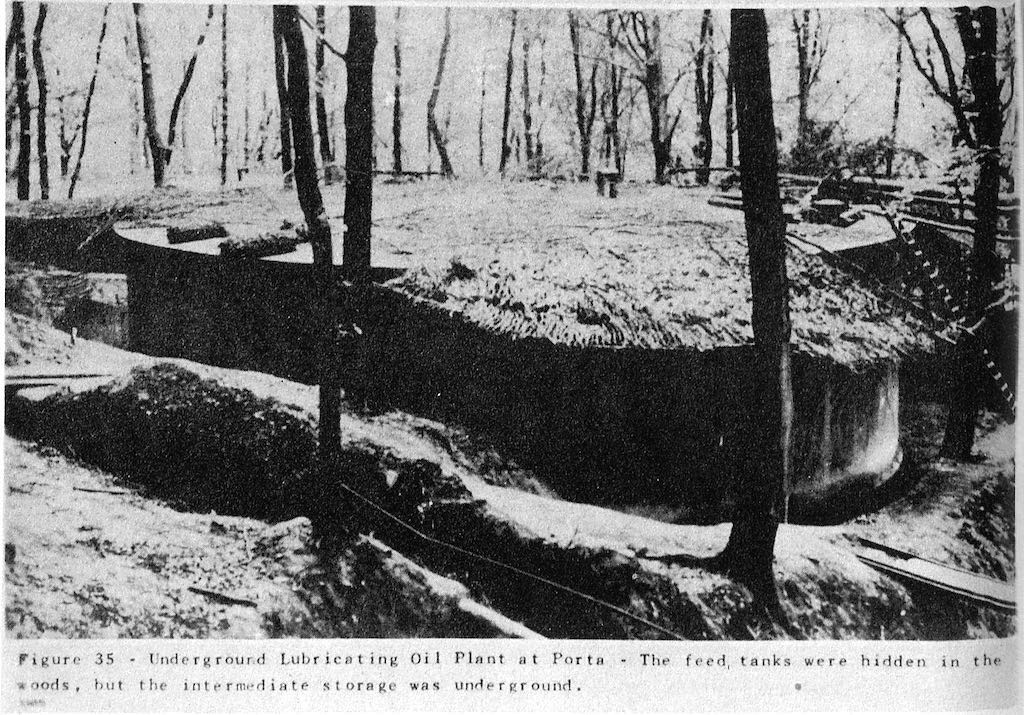 Figure 35 - Underground Lubricating Oil Plant at Porta - The feed tanks were hidden in the
woods, but the intermediate storage was underground.